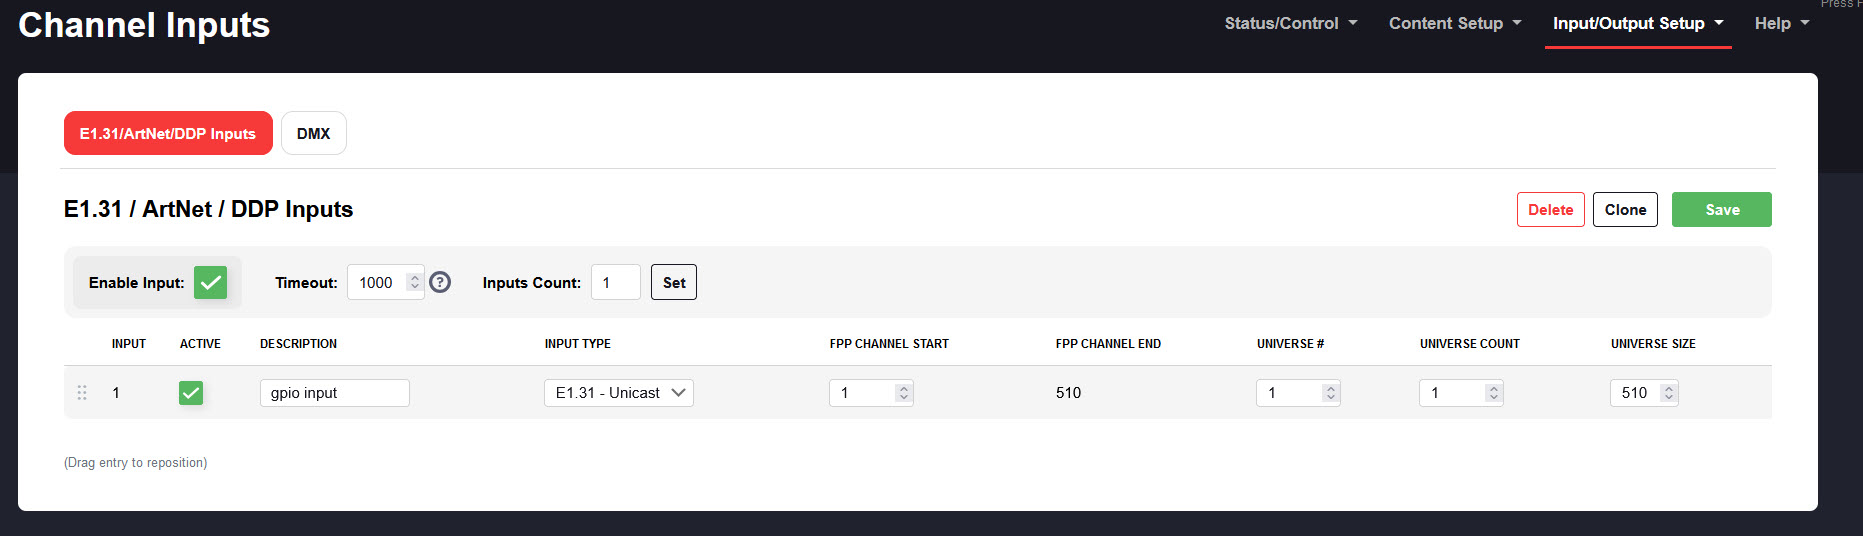 Press
Channel Inputs
Status/Control
Content Setup
Input/Output Setup
Help
E1.31/ArtNet/DDP Inputs
DMX
E1.31 / ArtNet / DDP Inputs
Delete
Clone
Save
Enable Input:
Timeout: 1000 ?
Inputs Count: 1
Set
INPUT ACTIVE DESCRIPTION INPUT TYPE FPP CHANNEL START FPP CHANNEL END UNIVERSE # UNIVERSE COUNT UNIVERSE SIZE
1 gpio input E1.31 - Unicast 1 510 1 1 510
(Drag entry to reposition)